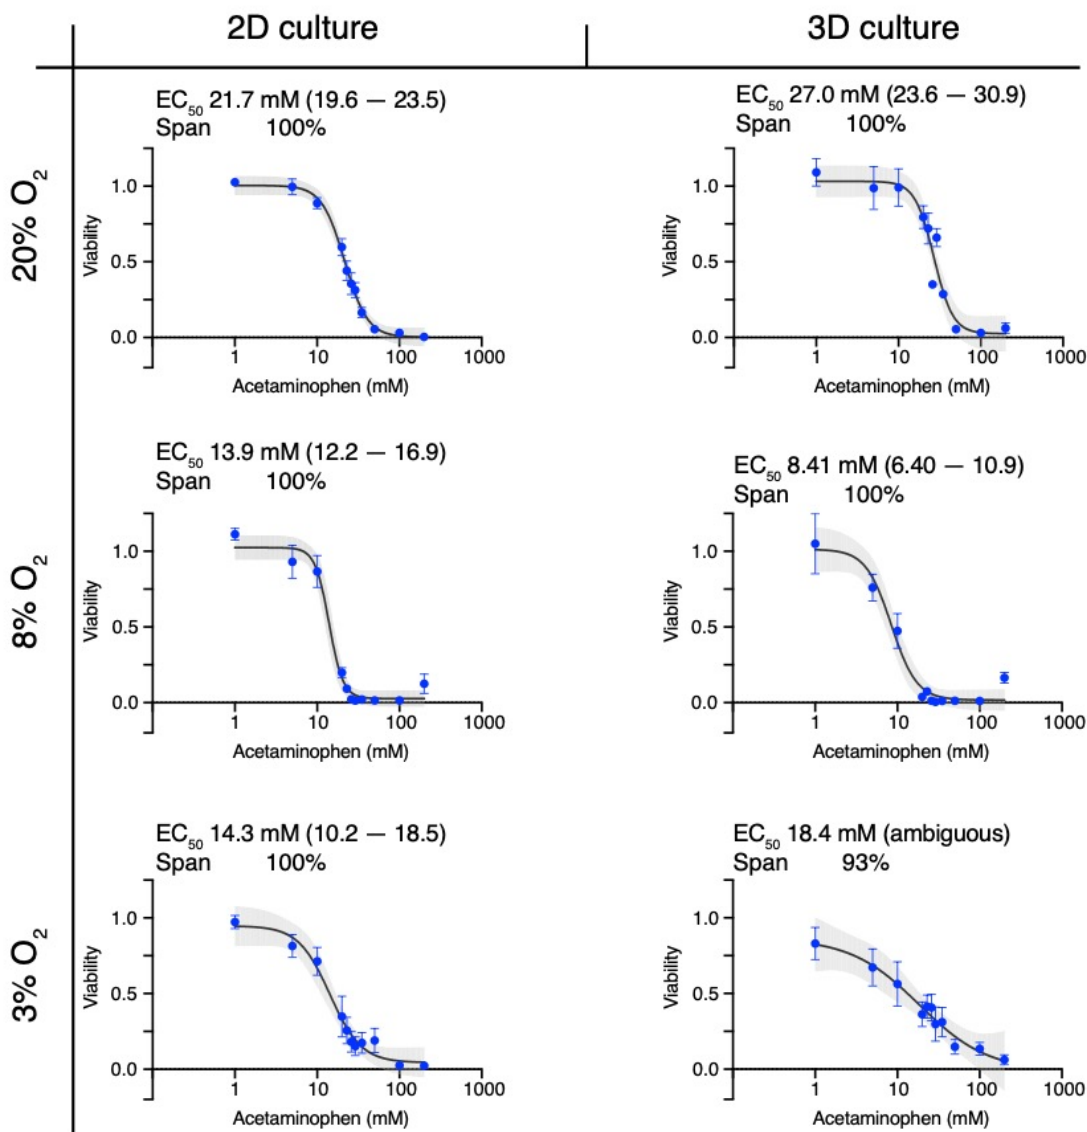 2D culture
3D culture
20% O2
EC50 21.7 mM (19.6 — 23.5)
Span 100%
Viability
1.0
0.5
0.0
1 10 100 1000
Acetaminophen (mM)
EC50 27.0 mM (23.6 — 30.9)
Span 100%
Viability
1.0
0.5
0.0
1 10 100 1000
Acetaminophen (mM)
8% O2
EC50 13.9 mM (12.2 — 16.9)
Span 100%
Viability
1.0
0.5
0.0
1 10 100 1000
Acetaminophen (mM)
EC50 8.41 mM (6.40 — 10.9)
Span 100%
Viability
1.0
0.5
0.0
1 10 100 1000
Acetaminophen (mM)
3% O2
EC50 14.3 mM (10.2 — 18.5)
Span 100%
Viability
1.0
0.5
0.0
1 10 100 1000
Acetaminophen (mM)
EC50 18.4 mM (ambiguous)
Span 93%
Viability
1.0
0.5
0.0
1 10 100 1000
Acetaminophen (mM)